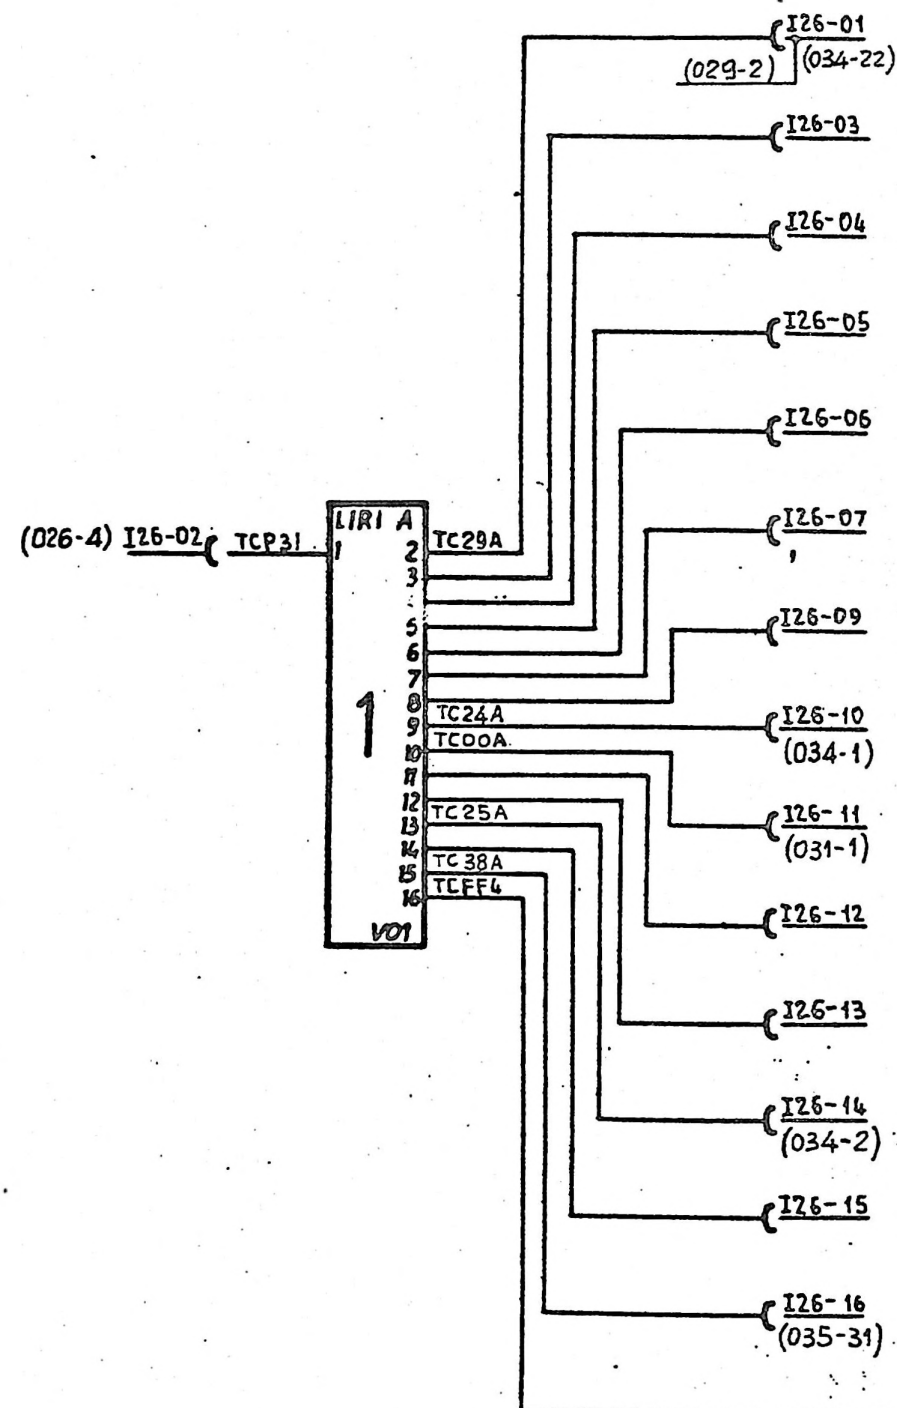 I26-01
(029-2) (034-22)
I26-03
I26-04
I26-05
I26-06
I26-07
(026-4) I26-02 TCP31
LIRI A
1 2 TC29A
3
5
6
7
8
9 TC24A
10 TC00A
11
12
13 TC25A
14
15 TC38A
16 TCFF4
1
V01
I26-09
I26-10
(034-1)
I26-11
(031-1)
I26-12
I26-13
I26-14
(034-2)
I26-15
I26-16
(035-31)